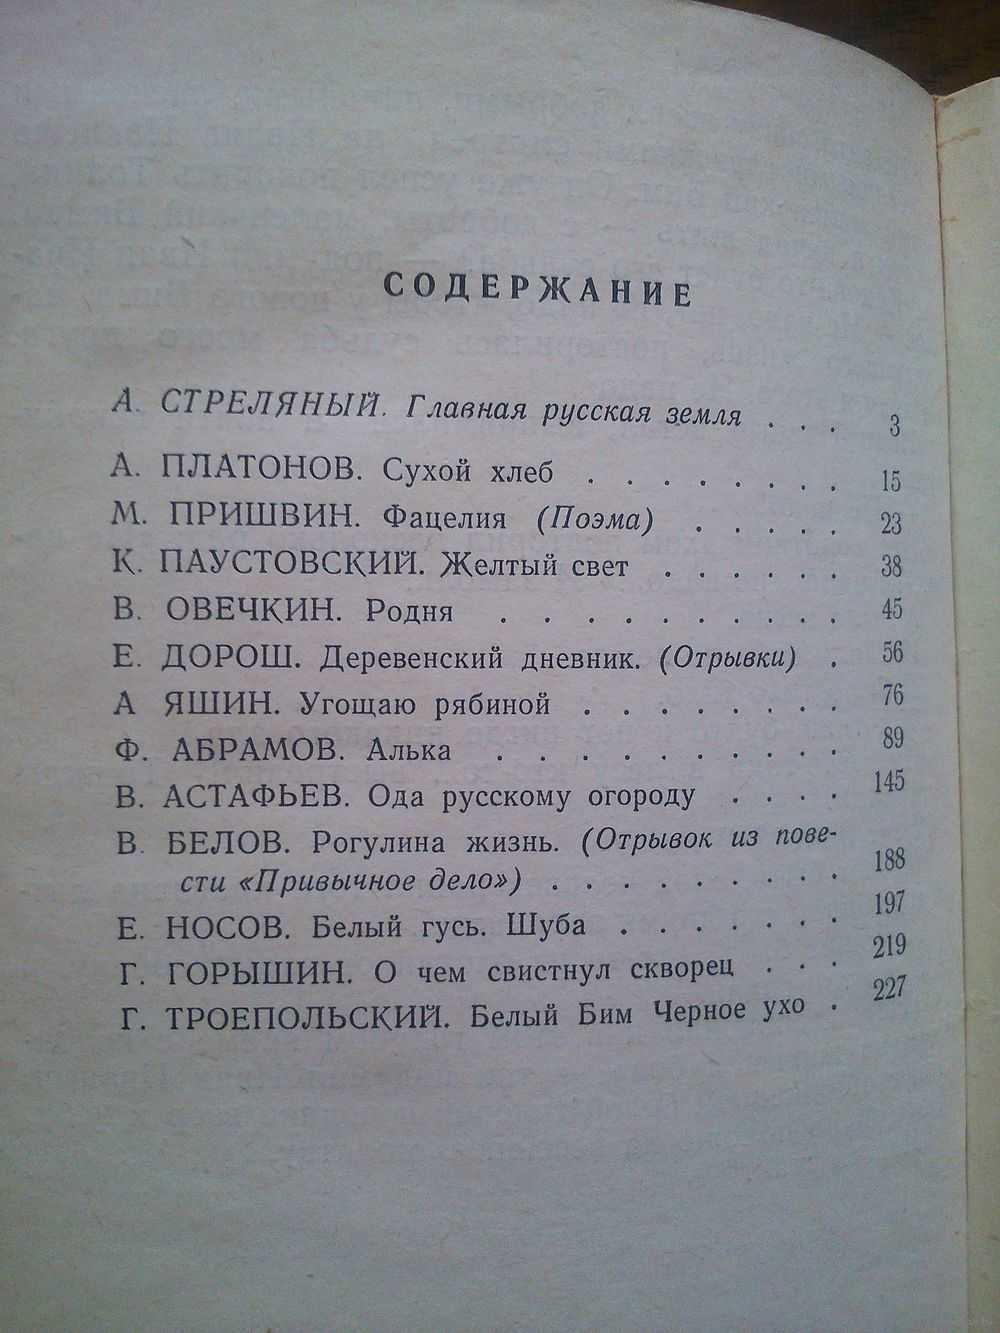 СОДЕРЖАНИЕ
А. СТРЕЛЯНЫЙ. Главная русская земля . . . 3
А. ПЛАТОНОВ. Сухой хлеб . . . . . . . . 15
М. ПРИШВИН. Фацелия (Поэма) . . . . . 23
К. ПАУСТОВСКИЙ. Желтый свет . . . . . . 38
В. ОВЕЧКИН. Родня . . . . . . . . . 45
Е. ДОРОШ. Деревенский дневник. (Отрывки) . 56
А ЯШИН. Угощаю рябиной . . . . . . . . 76
Ф. АБРАМОВ. Алька . . . . . . . . . 89
В. АСТАФЬЕВ. Ода русскому огороду . . . . 145
В. БЕЛОВ. Рогулина жизнь. (Отрывок из пове-
сти «Привычное дело») . . . . . . . . . 188
Е. НОСОВ. Белый гусь. Шуба . . . . . . . 197
Г. ГОРЫШИН. О чем свистнул скворец . . . 219
Г. ТРОЕПОЛЬСКИЙ. Белый Бим Черное ухо . 227